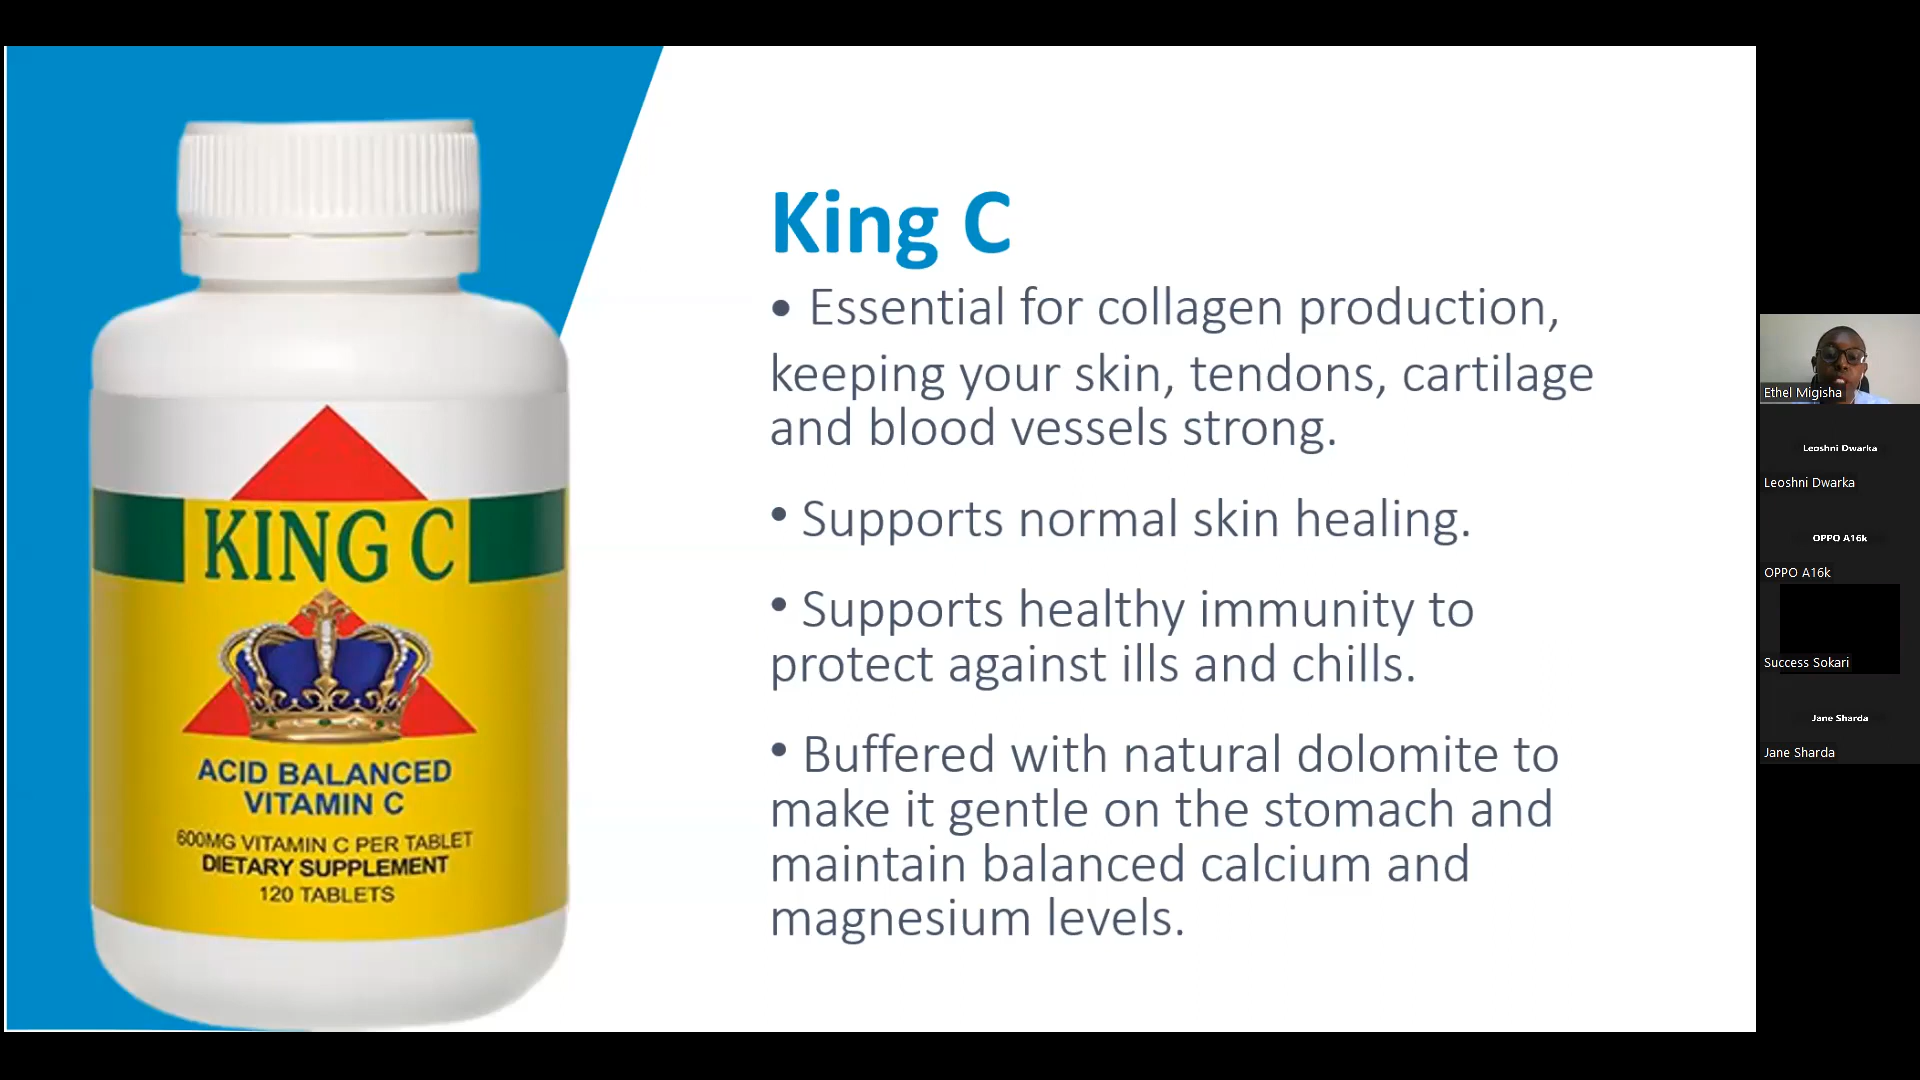 KING C
ACID BALANCED
VITAMIN C
600MG VITAMIN C PER TABLET
DIETARY SUPPLEMENT
120 TABLETS
King C
• Essential for collagen production,
keeping your skin, tendons, cartilage
and blood vessels strong.
• Supports normal skin healing.
• Supports healthy immunity to
protect against ills and chills.
• Buffered with natural dolomite to
make it gentle on the stomach and
maintain balanced calcium and
magnesium levels.
Ethel Migisha
Leoshni Dwarka
Leoshni Dwarka
OPPO A16k
OPPO A16k
Success Sokari
Jane Sharda
Jane Sharda